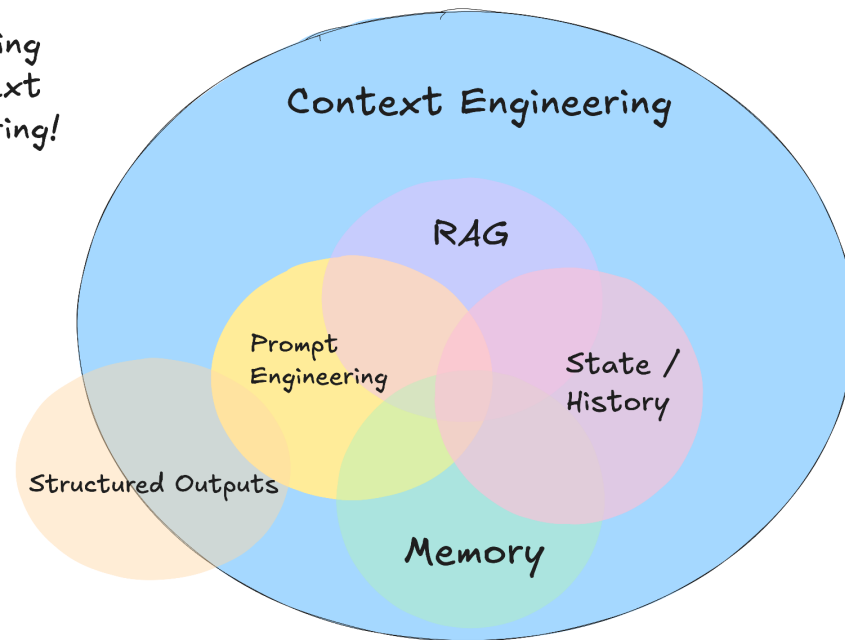 Context Engineering
RAG
Prompt
Engineering
State /
History
Structured Outputs
Memory